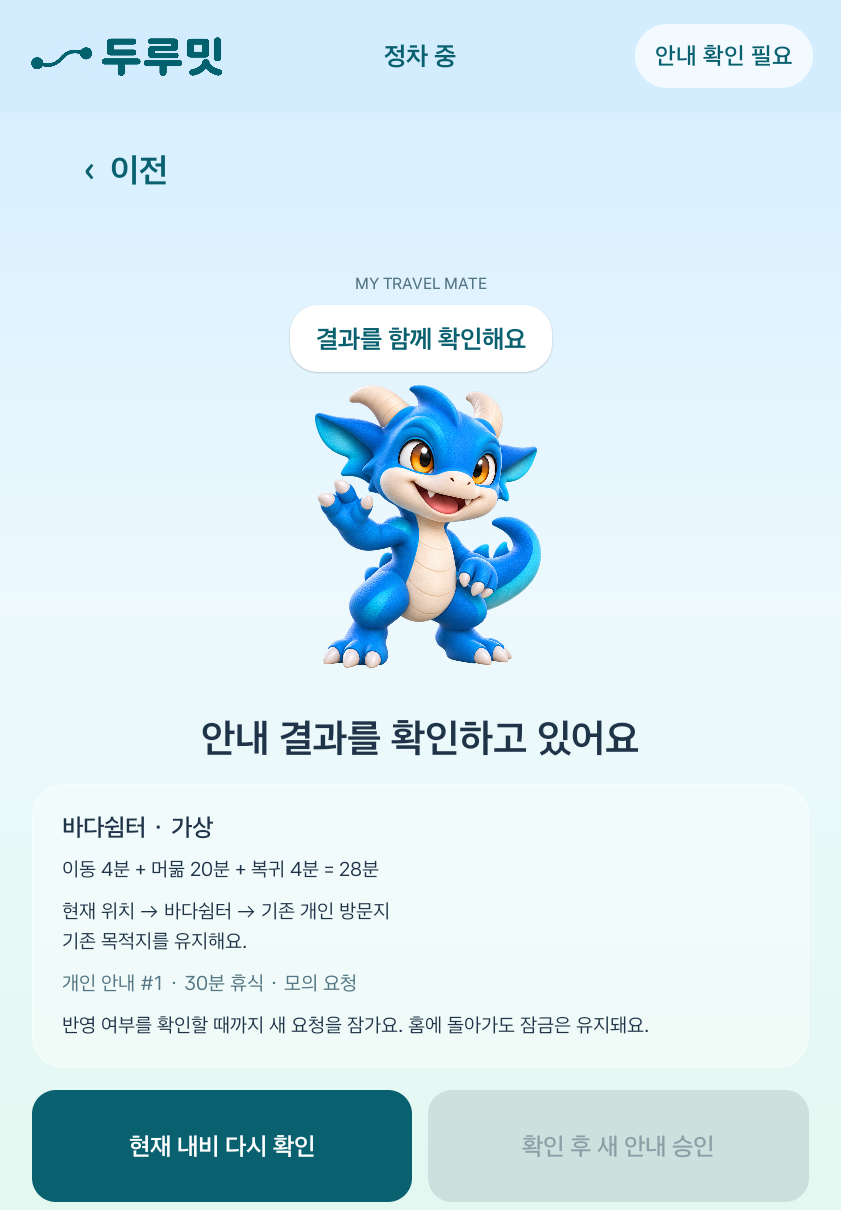 두루밋
정차 중
안내 확인 필요
‹ 이전
MY TRAVEL MATE
결과를 함께 확인해요
안내 결과를 확인하고 있어요
바다쉼터 · 가상
이동 4분 + 머묾 20분 + 복귀 4분 = 28분
현재 위치 → 바다쉼터 → 기존 개인 방문지
기존 목적지를 유지해요.
개인 안내 #1 · 30분 휴식 · 모의 요청
반영 여부를 확인할 때까지 새 요청을 잠가요. 홈에 돌아가도 잠금은 유지돼요.
현재 내비 다시 확인
확인 후 새 안내 승인